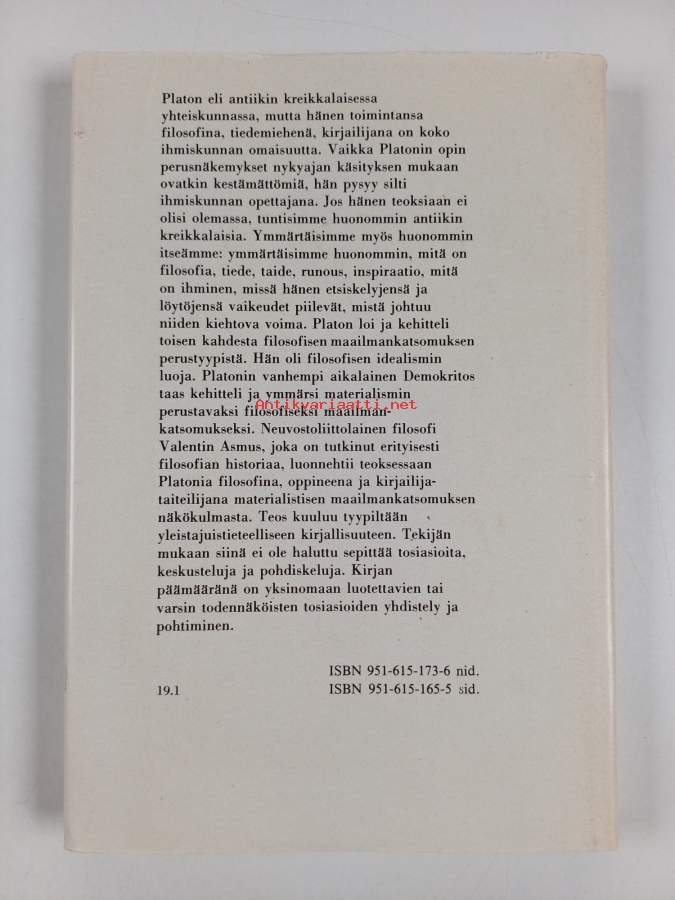 Platon eli antiikin kreikkalaisessa
yhteiskunnassa, mutta hänen toimintansa
filosofina, tiedemiehenä, kirjailijana on koko
ihmiskunnan omaisuutta. Vaikka Platonin opin
perusnäkemykset nykyajan käsityksen mukaan
ovatkin kestämättömiä, hän pysyy silti
ihmiskunnan opettajana. Jos hänen teoksiaan ei
olisi olemassa, tuntisimme huonommin antiikin
kreikkalaisia. Ymmärtäisimme myös huonommin
itseämme: ymmärtäisimme huonommin, mitä on
filosofia, tiede, taide, runous, inspiraatio, mitä
on ihminen, missä hänen etsiskelyjensä ja
löytöjensä vaikeudet piilevät, mistä johtuu
niiden kiehtova voima. Platon loi ja kehitteli
toisen kahdesta filosofisen maailmankatsomuksen
perustyypistä. Hän oli filosofisen idealismin
luoja. Platonin vanhempi aikalainen Demokritos
taas kehitteli ja ymmärsi materialismin
perustavaksi filosofiseksi maailman-
Antikvariaatti.net
katsomukseksi. Neuvostoliittolainen filosofi
Valentin Asmus, joka on tutkinut erityisesti
filosofian historiaa, luonnehtii teoksessaan
Platonia filosofina, oppineena ja kirjailija-
taiteilijana materialistisen maailmankatsomuksen
näkökulmasta. Teos kuuluu tyypiltään
yleistajuistieteelliseen kirjallisuuteen. Tekijän
mukaan siinä ei ole haluttu sepittää tosiasioita,
keskusteluja ja pohdiskeluja. Kirjan
päämääränä on yksinomaan luotettavien tai
varsin todennäköisten tosiasioiden yhdistely ja
pohtiminen.
ISBN 951-615-173-6 nid.
19.1 ISBN 951-615-165-5 sid.